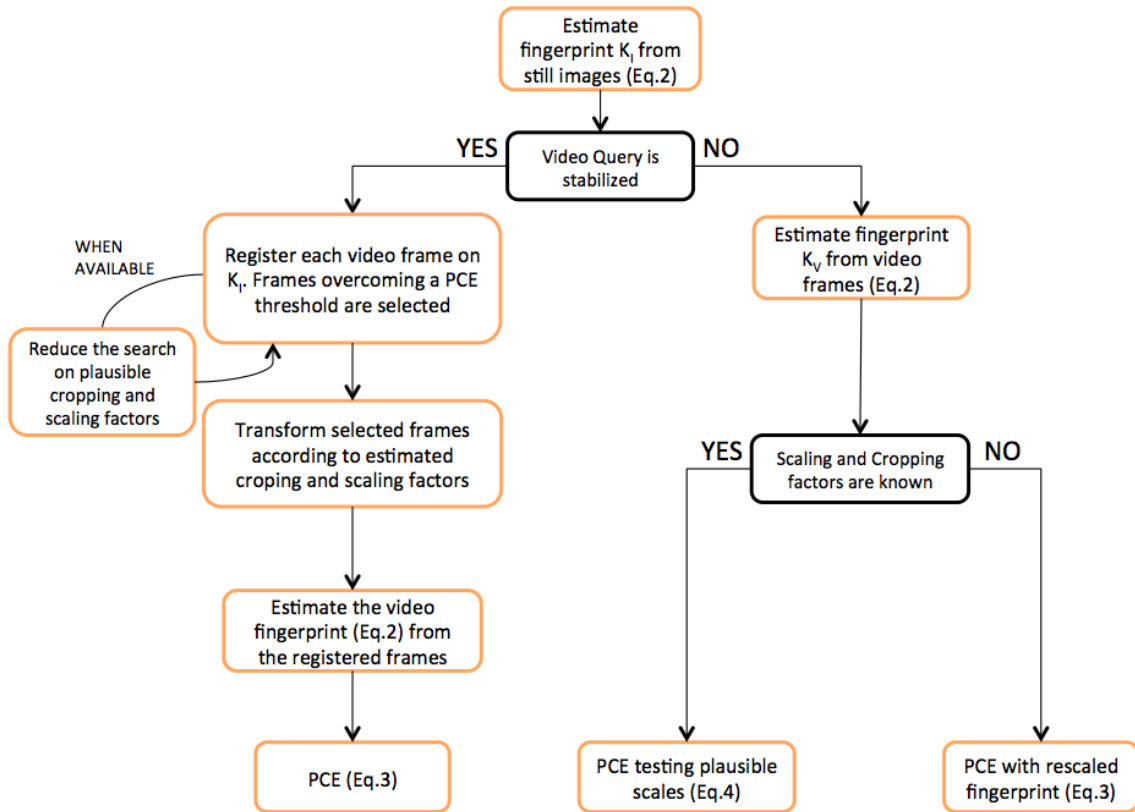 Estimate
fingerprint KI from
still images (Eq.2)
YES
NO
Video Query is
stabilized
WHEN
AVAILABLE
Register each video frame on
KI. Frames overcoming a PCE
threshold are selected
Reduce the search
on plausible
cropping and
scaling factors
Transform selected frames
according to estimated
croping and scaling factors
Estimate the video
fingerprint (Eq.2) from
the registered frames
PCE (Eq.3)
Estimate fingerprint
KV from video
frames (Eq.2)
YES
NO
Scaling and Cropping
factors are known
PCE testing plausible
scales (Eq.4)
PCE with rescaled
fingerprint (Eq.3)